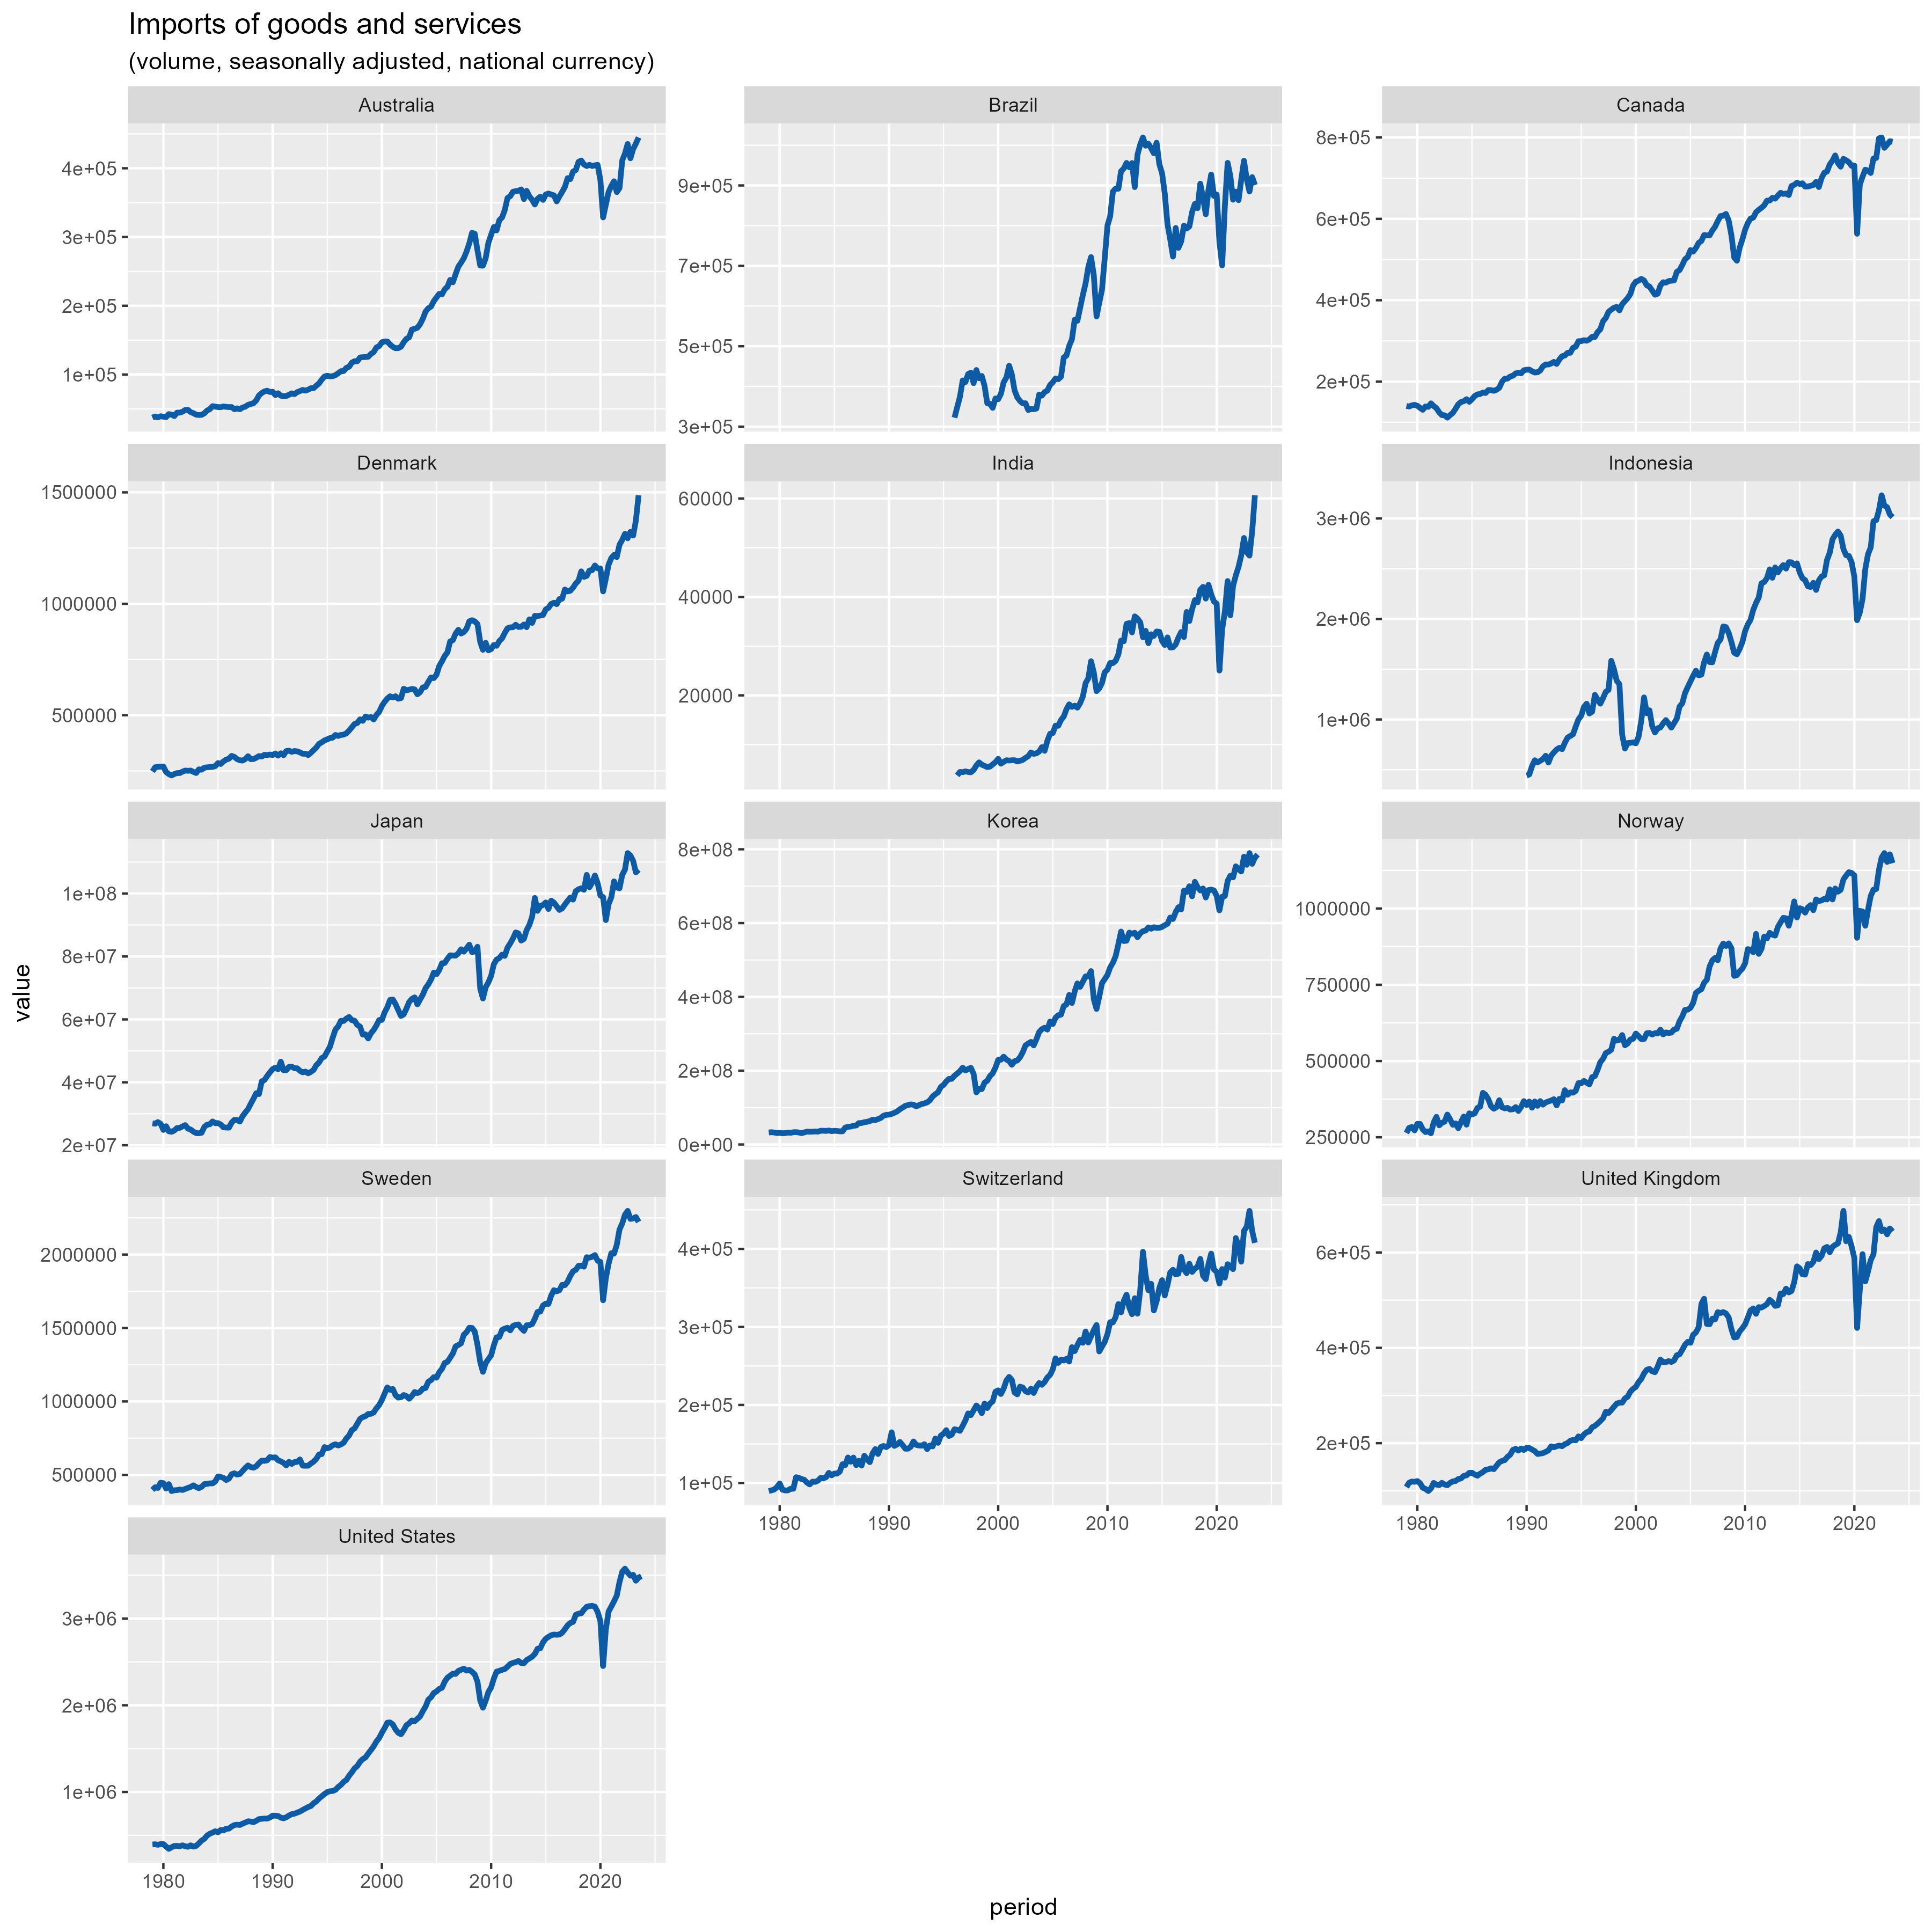 Imports of goods and services
(volume, seasonally adjusted, national currency)
Australia
Brazil
Canada
4e+05
3e+05
2e+05
1e+05
9e+05
7e+05
5e+05
3e+05
8e+05
6e+05
4e+05
2e+05
Denmark
India
Indonesia
1500000
1000000
500000
60000
40000
20000
3e+06
2e+06
1e+06
Japan
Korea
Norway
1e+08
8e+07
6e+07
4e+07
2e+07
8e+08
6e+08
4e+08
2e+08
0e+00
1000000
750000
500000
250000
value
Sweden
Switzerland
United Kingdom
2000000
1500000
1000000
500000
4e+05
3e+05
2e+05
1e+05
6e+05
4e+05
2e+05
1980 1990 2000 2010 2020
1980 1990 2000 2010 2020
United States
3e+06
2e+06
1e+06
1980 1990 2000 2010 2020
period